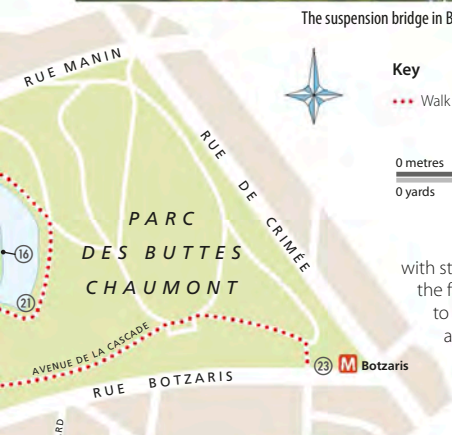 The suspension bridge in B
RUE MANIN
Key
Walk
RUE DE CRIMÉE
0 metres
0 yards
PARC
DES BUTTES
CHAUMONT
16
21
with st
the f
to
a
AVENUE DE LA CASCADE
RUE BOTZARIS
23 M Botzaris
ARD